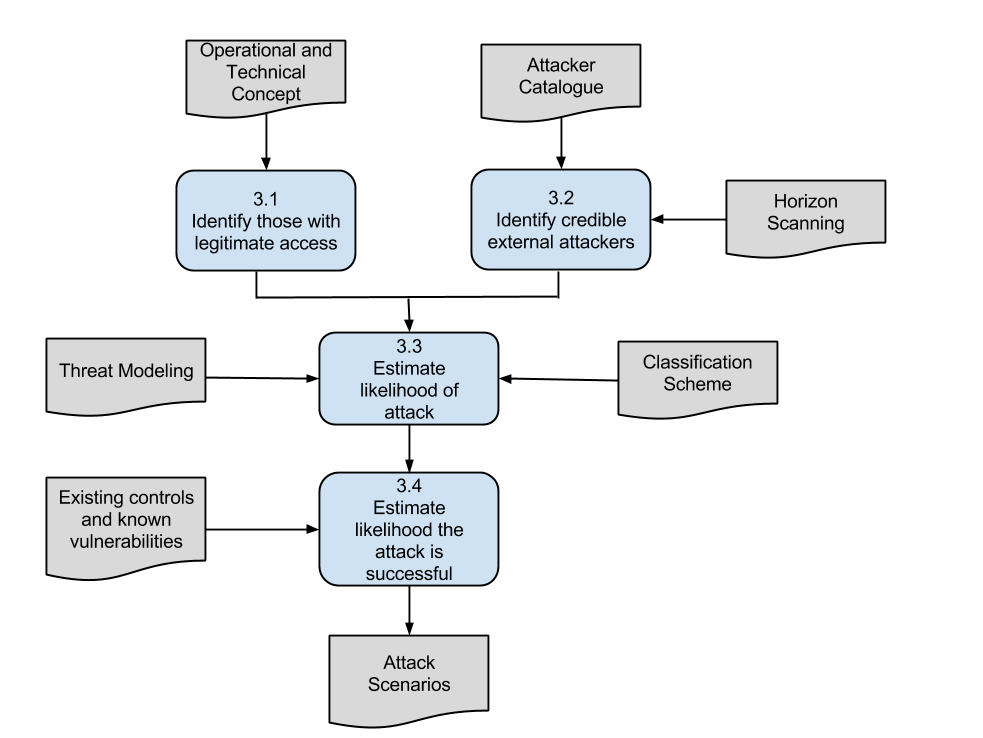 Operational and
Technical
Concept
Attacker
Catalogue
3.1
Identify those with
legitimate access
3.2
Identify credible
external attackers
Horizon
Scanning
Threat Modeling
3.3
Estimate
likelihood of
attack
Classification
Scheme
Existing controls
and known
vulnerabilities
3.4
Estimate
likelihood the
attack is
successful
Attack
Scenarios